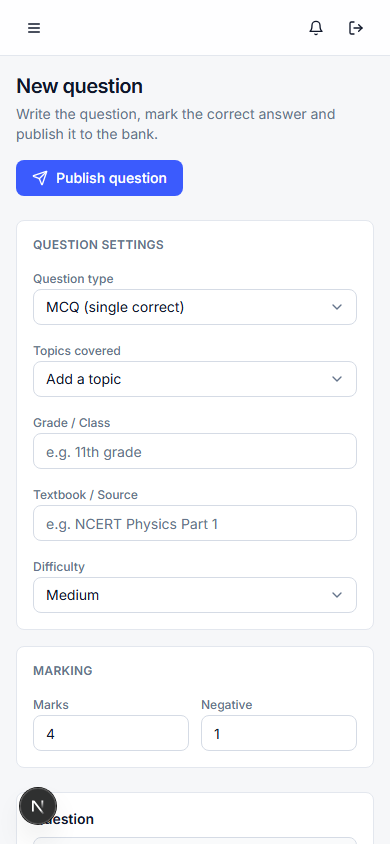 New question
Write the question, mark the correct answer and
publish it to the bank.
Publish question
QUESTION SETTINGS
Question type
MCQ (single correct)
Topics covered
Add a topic
Grade / Class
e.g. 11th grade
Textbook / Source
e.g. NCERT Physics Part 1
Difficulty
Medium
MARKING
Marks
Negative
4
1
N
Question